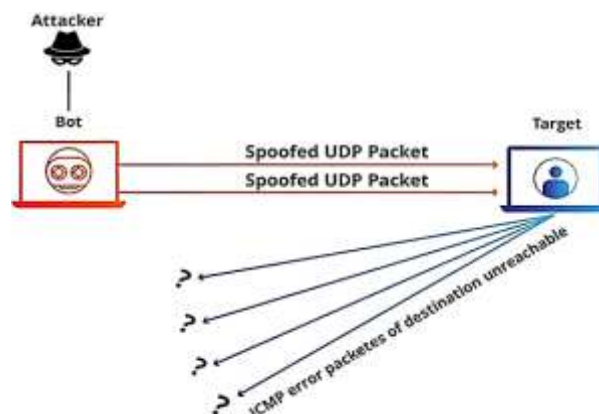 Attacker
Bot
Target
Spoofed UDP Packet
Spoofed UDP Packet
?
?
?
?
ICMP error packetes of destination unreachable